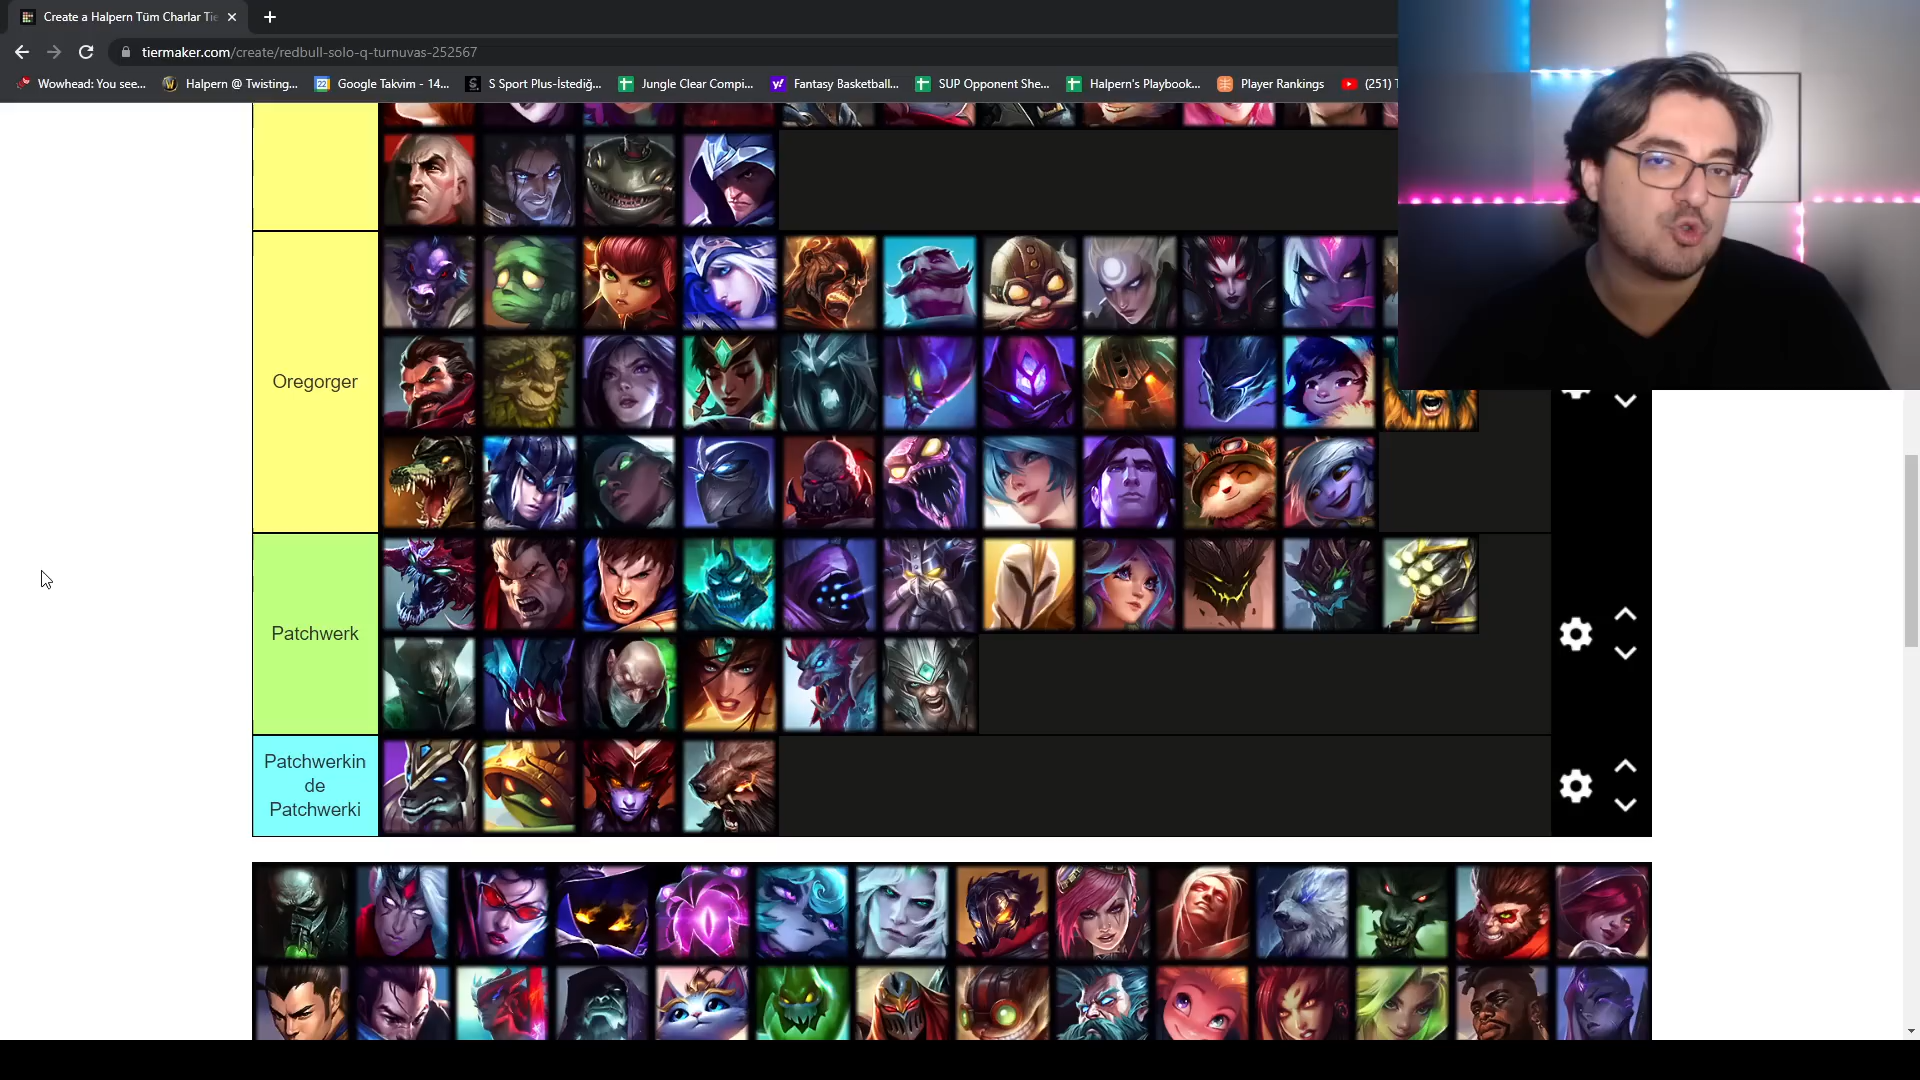 Create a Halpern Tüm Charlar Tie
tiermaker.com/create/redbull-solo-q-turnuvas-252567
Wowhead: You see...
Halpern @ Twisting...
22
Google Takvim - 14...
S Sport Plus-İstediğ...
Jungle Clear Compi...
Fantasy Basketball...
SUP Opponent She...
Halpern's Playbook...
Player Rankings
(251) T
Oregorger
Patchwerk
Patchwerkin
de
Patchwerki